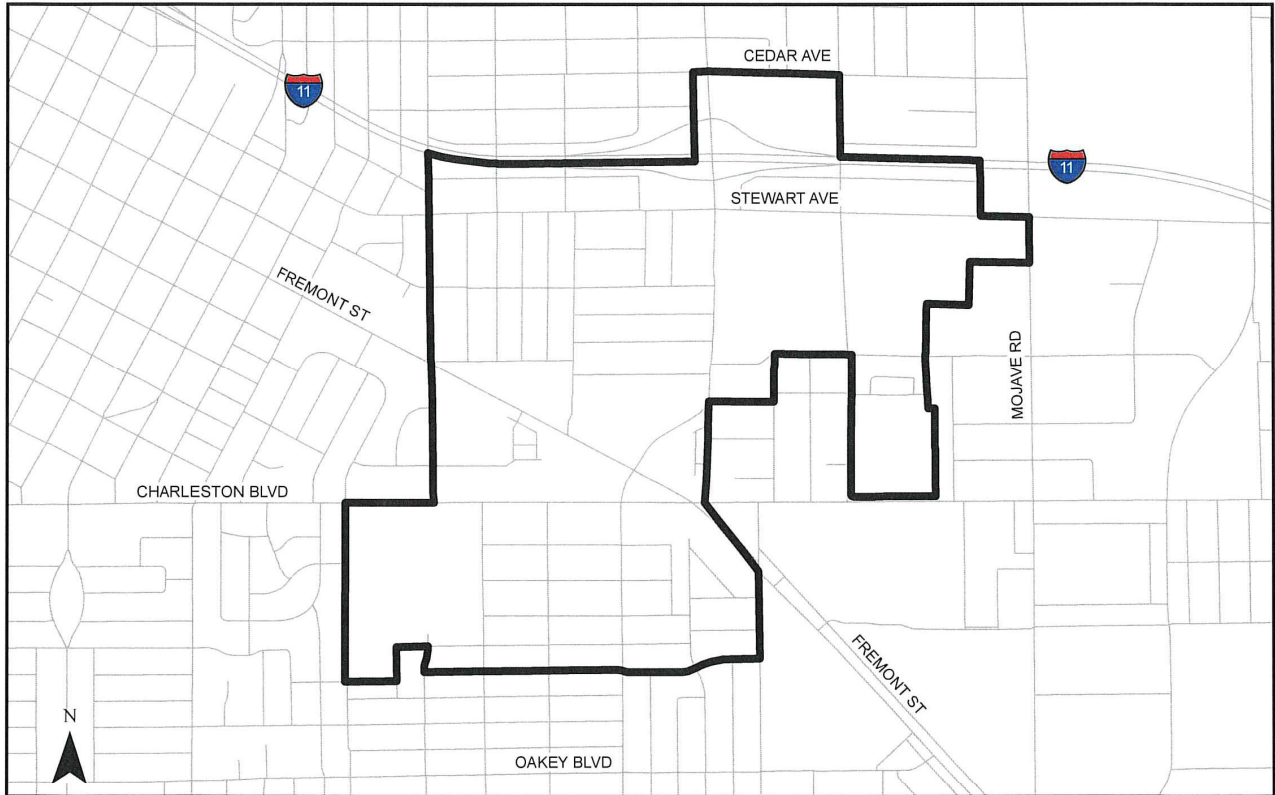 CEDAR AVE
11
11
STEWART AVE
FREMONT ST
MOJAVE RD
CHARLESTON BLVD
FREMONT ST
N
OAKEY BLVD